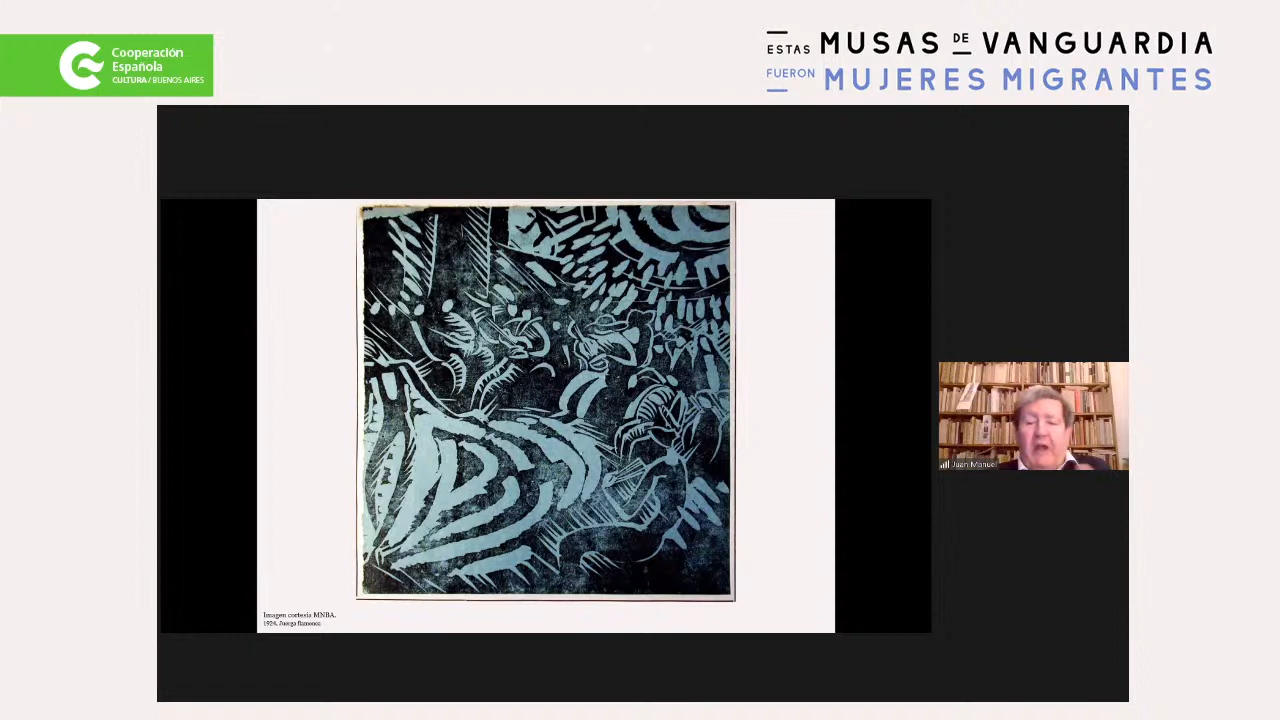 Cooperación
Española
CULTURA / BUENOS AIRES
ESTAS MUSAS DE VANGUARDIA
FUERON MUJERES MIGRANTES
Juan Manuel
Imagen cortesía MNBA.
1924. Juerga flamenca